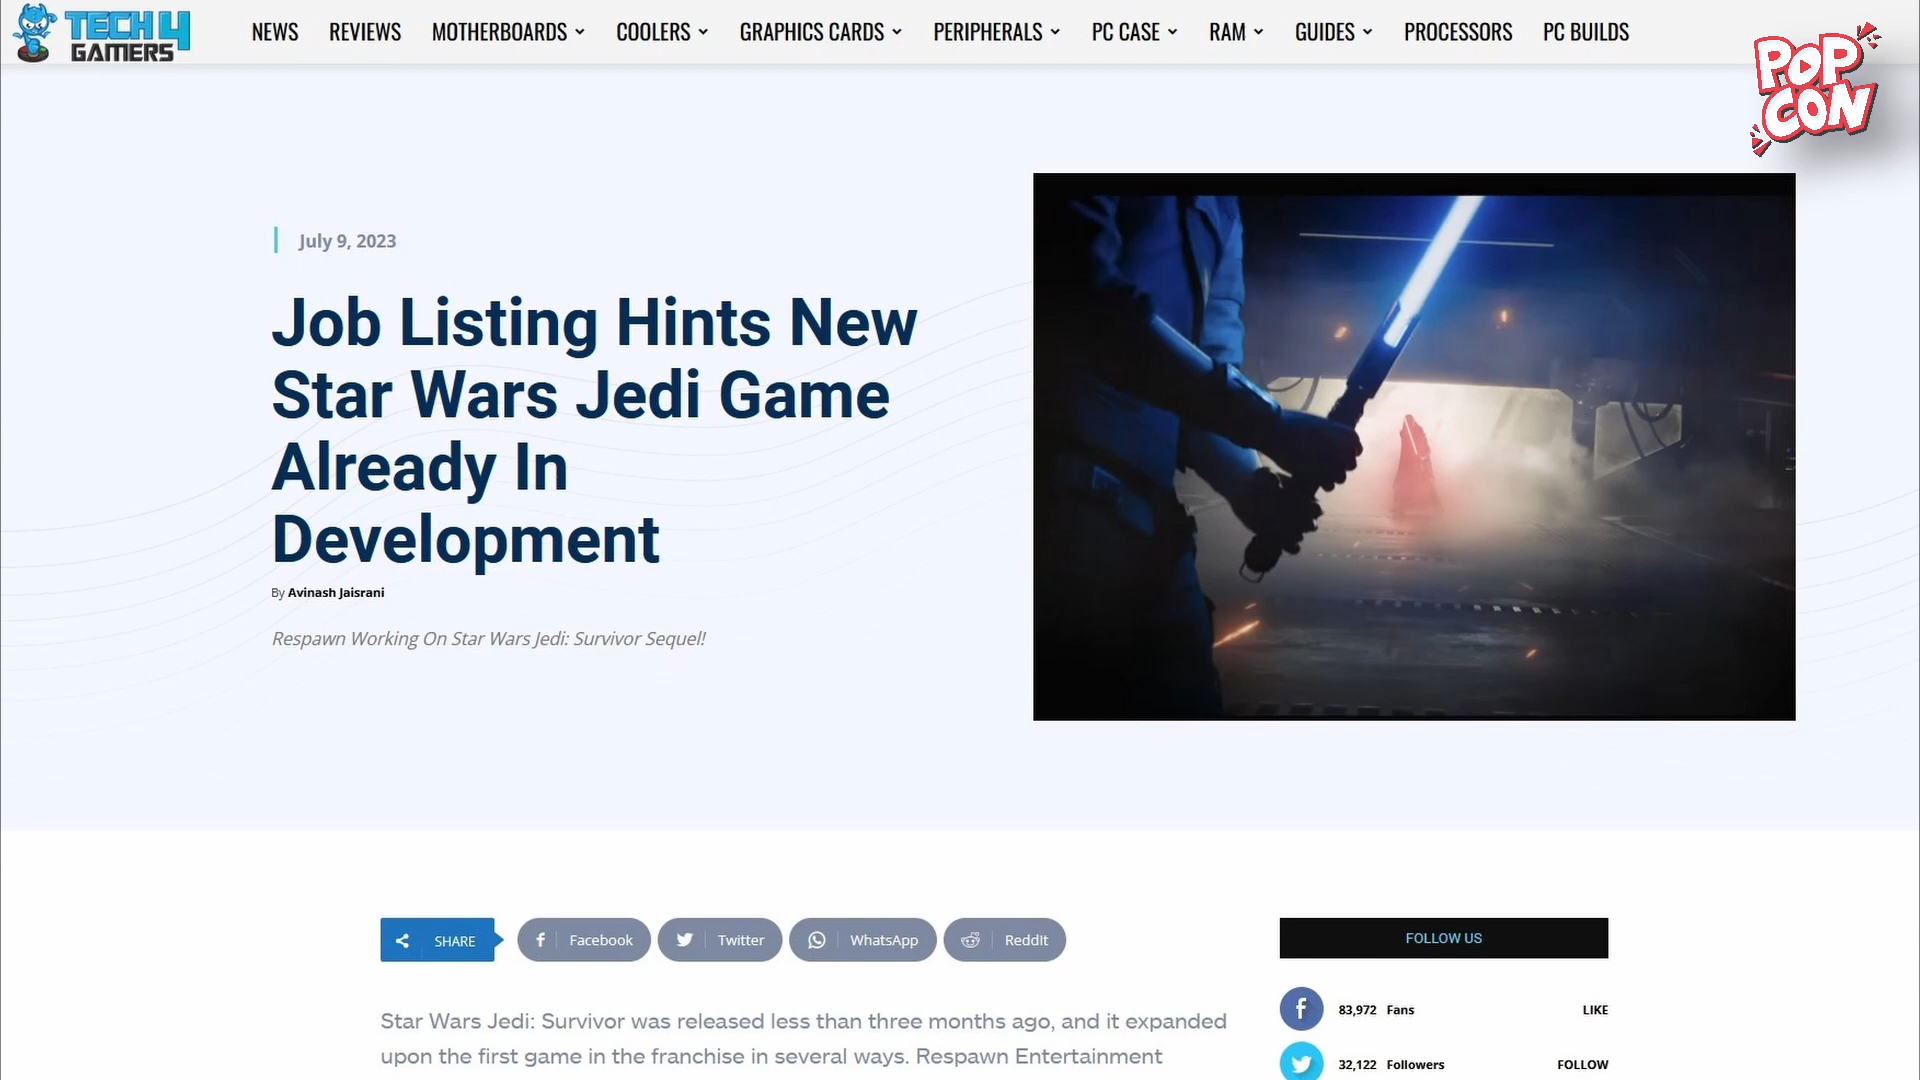 TECH 4 GAMERS
NEWS REVIEWS MOTHERBOARDS COOLERS GRAPHICS CARDS PERIPHERALS PC CASE RAM GUIDES PROCESSORS PC BUILDS
POP
CON
July 9, 2023
Job Listing Hints New
Star Wars Jedi Game
Already In
Development
By Avinash Jaisrani
Respawn Working On Star Wars Jedi: Survivor Sequel!
SHARE Facebook Twitter WhatsApp ReddIt
FOLLOW US
83,972 Fans LIKE
32,122 Followers FOLLOW
Star Wars Jedi: Survivor was released less than three months ago, and it expanded
upon the first game in the franchise in several ways. Respawn Entertainment